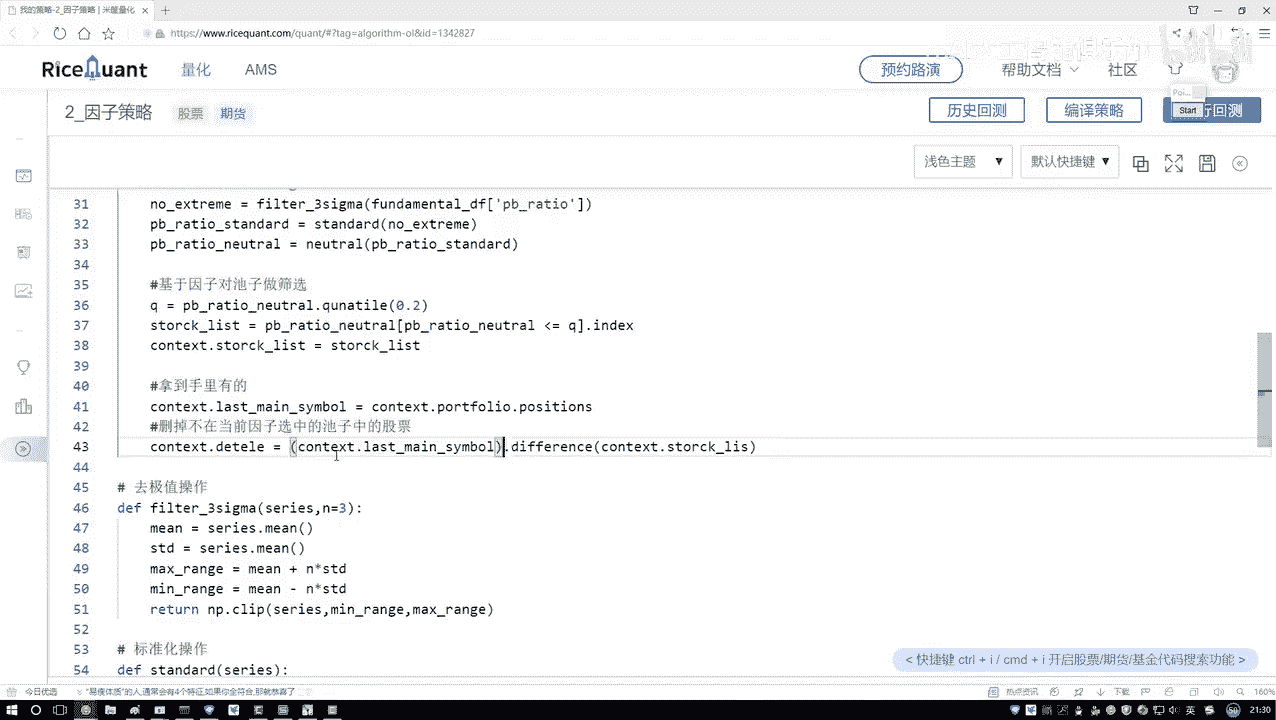 我的策略-2_因子策略 | 米筐量化
https://www.ricequant.com/quant/#?tag=algorithm-ol&id=1342827
RiceQuant 量化 AMS 预约路演 帮助文档 社区
2_因子策略 股票 期货 历史回测 编译策略 行回测
Poi...
Start
浅色主题 默认快捷键
31 no_extreme = filter_3sigma(fundamental_df['pb_ratio'])
32 pb_ratio_standard = standard(no_extreme)
33 pb_ratio_neutral = neutral(pb_ratio_standard)
34
35 #基于因子对池子做筛选
36 q = pb_ratio_neutral.qunatile(0.2)
37 storck_list = pb_ratio_neutral[pb_ratio_neutral <= q].index
38 context.storck_list = storck_list
39
40 #拿到手里有的
41 context.last_main_symbol = context.portfolio.positions
42 #删掉不在当前因子选中的池子中的股票
43 context.detele = (context.last_main_symbol).difference(context.storck_lis)
44
45 # 去极值操作
46 def filter_3sigma(series,n=3):
47 mean = series.mean()
48 std = series.mean()
49 max_range = mean + n*std
50 min_range = mean - n*std
51 return np.clip(series,min_range,max_range)
52
53 # 标准化操作
54 def standard(series):
< 快捷键 ctrl + i / cmd + i 开启股票/期货/基金代码搜索功能 >
今日优选 "易瘦体质"的人,通常会有4个特征,如果你全符合,那就恭喜了 热点资讯 下载 160%
英 21:30